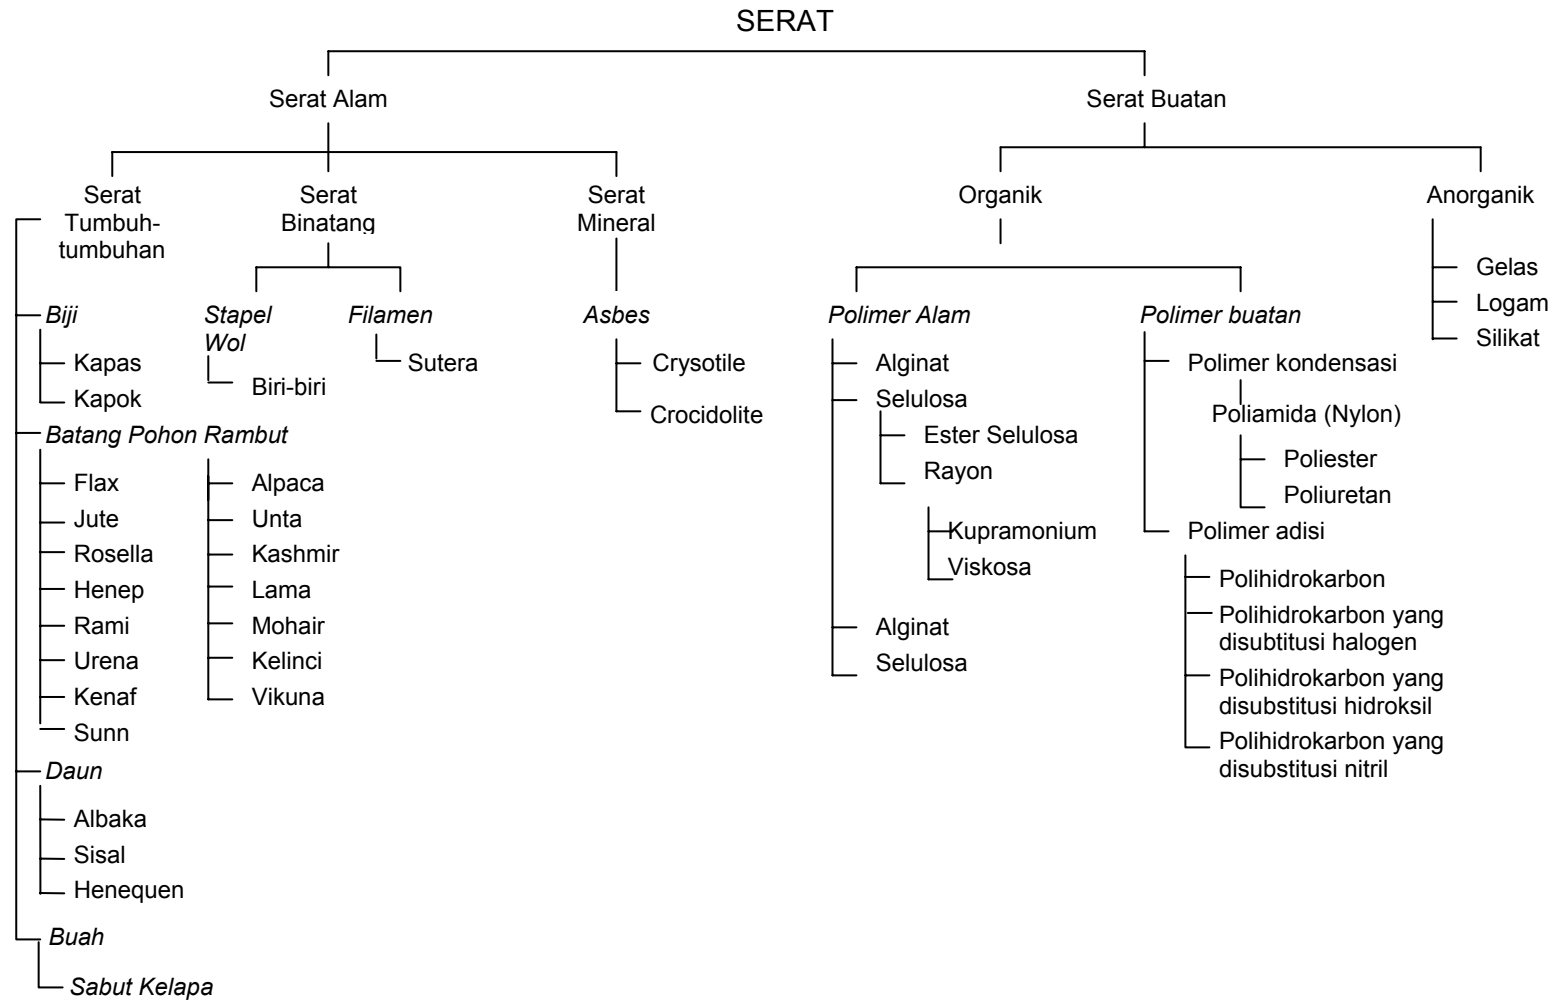 SERAT
Serat Alam
Serat Buatan
Serat
Tumbuh-
tumbuhan
Serat
Binatang
Serat
Mineral
Organik
Anorganik
Biji
Kapas
Kapok
Batang Pohon
Flax
Jute
Rosella
Henep
Rami
Urena
Kenaf
Sunn
Daun
Albaka
Sisal
Henequen
Buah
Sabut Kelapa
Stapel
Wol
Biri-biri
Rambut
Alpaca
Unta
Kashmir
Lama
Mohair
Kelinci
Vikuna
Filamen
Sutera
Asbes
Crysotile
Crocidolite
Polimer Alam
Alginat
Selulosa
Ester Selulosa
Rayon
Kupramonium
Viskosa
Alginat
Selulosa
Polimer buatan
Polimer kondensasi
Poliamida (Nylon)
Poliester
Poliuretan
Polimer adisi
Polihidrokarbon
Polihidrokarbon yang
disubtitusi halogen
Polihidrokarbon yang
disubstitusi hidroksil
Polihidrokarbon yang
disubstitusi nitril
Gelas
Logam
Silikat